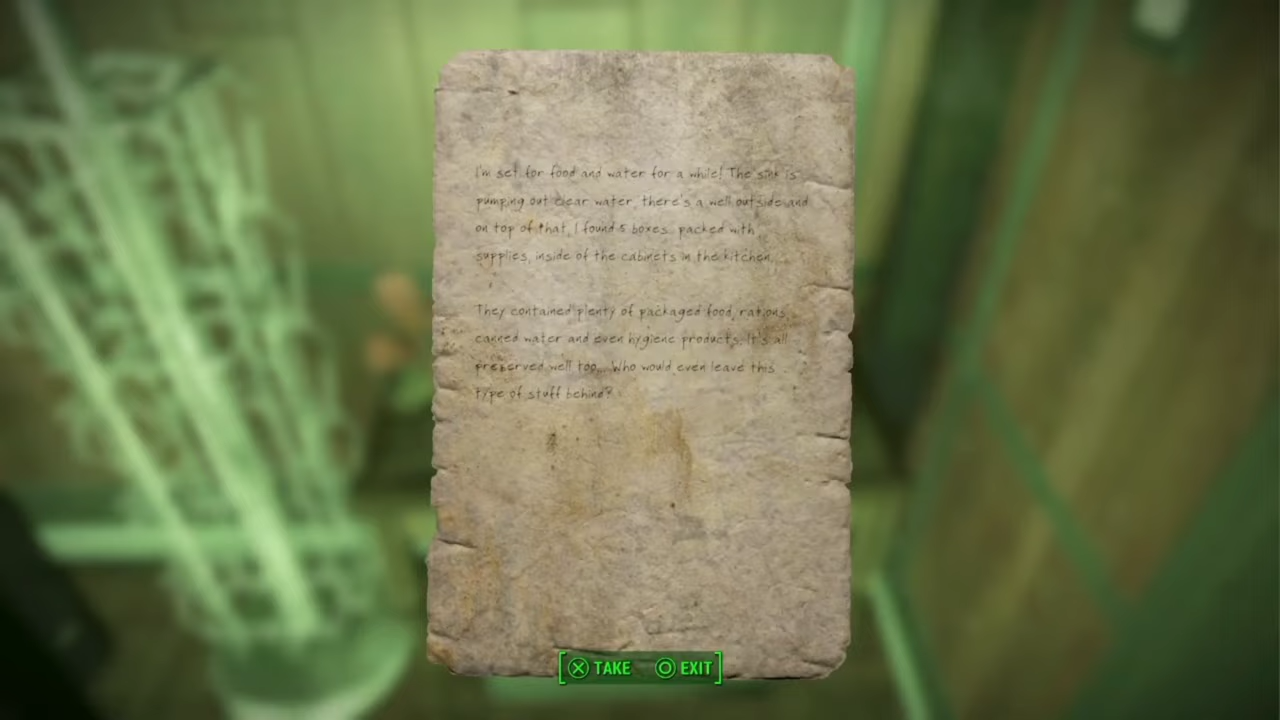 I'm set for food and water for a while! The sink is
pumping out clear water, there's a well outside and
on top of that, I found 5 boxes, packed with
supplies, inside of the cabinets in the kitchen.
They contained plenty of packaged food, rations,
canned water and even hygiene products. It's all
preserved well too... Who would even leave this
type of stuff behind?
TAKE EXIT